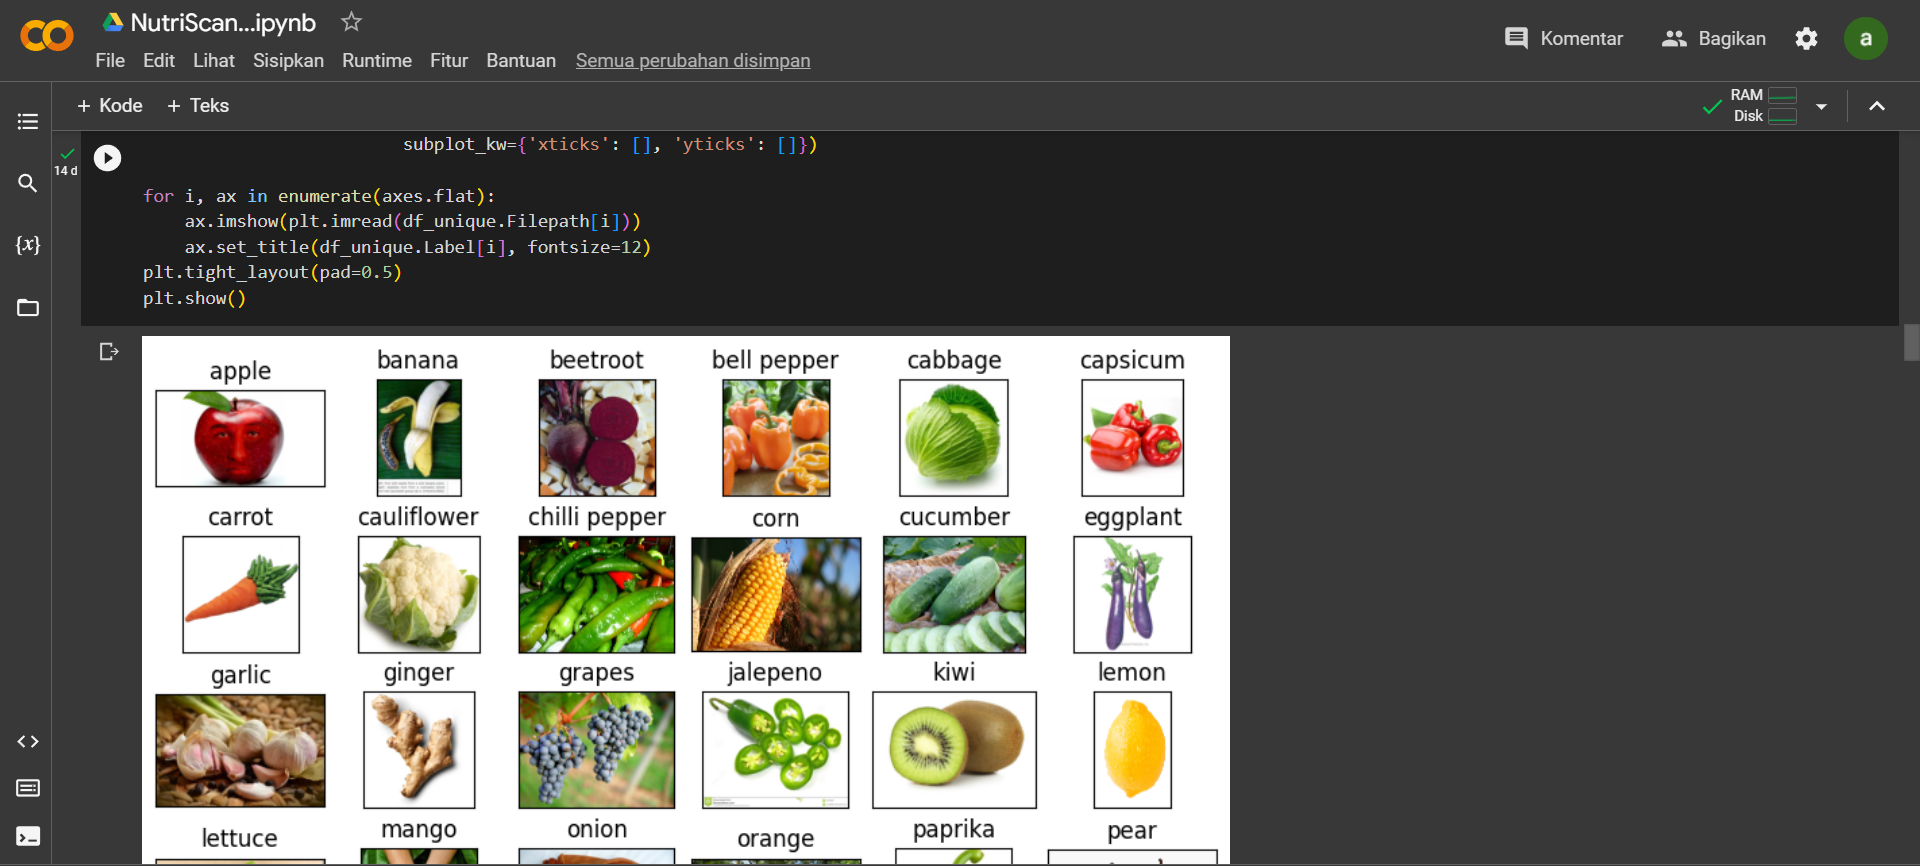 NutriScan...ipynb
File Edit Lihat Sisipkan Runtime Fitur Bantuan Semua perubahan disimpan
Komentar Bagikan a
+ Kode + Teks
RAM
Disk
14 d
{x}
subplot_kw={'xticks': [], 'yticks': []})
for i, ax in enumerate(axes.flat):
    ax.imshow(plt.imread(df_unique.Filepath[i]))
    ax.set_title(df_unique.Label[i], fontsize=12)
plt.tight_layout(pad=0.5)
plt.show()
apple banana beetroot bell pepper cabbage capsicum
carrot cauliflower chilli pepper corn cucumber eggplant
garlic ginger grapes jalepeno kiwi lemon
lettuce mango onion orange paprika pear